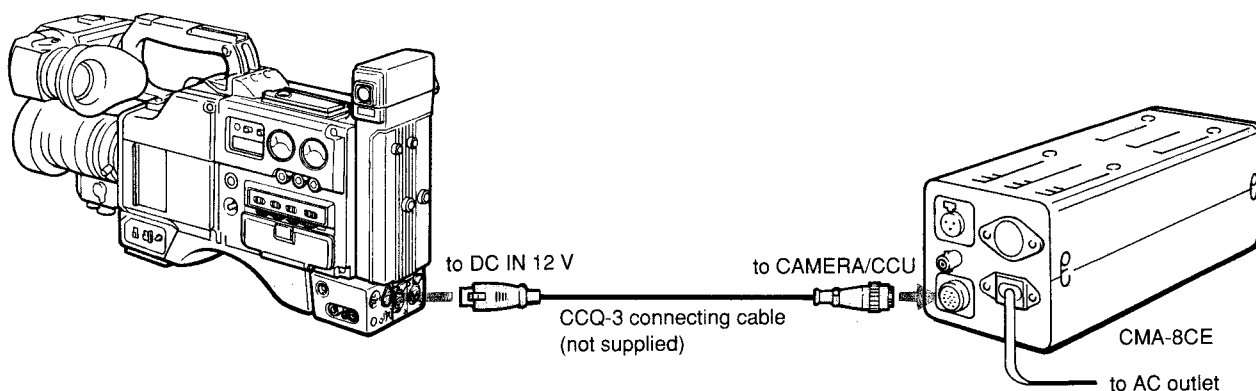 to DC IN 12 V
to CAMERA/CCU
CCQ-3 connecting cable
(not supplied)
CMA-8CE
to AC outlet